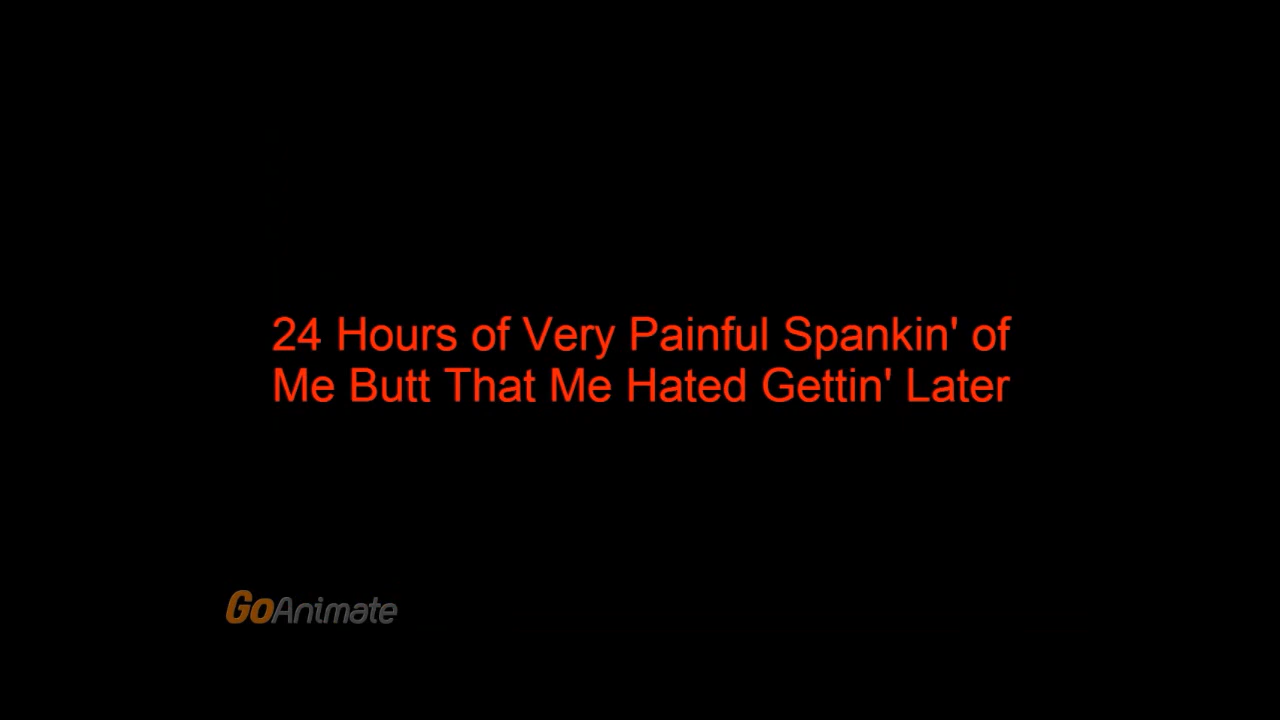 24 Hours of Very Painful Spankin' of
Me Butt That Me Hated Gettin' Later
GoAnimate